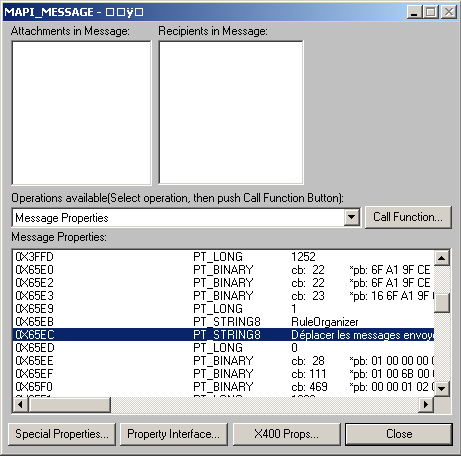 MAPI_MESSAGE - □□ÿ□
Attachments in Message: Recipients in Message:
Operations available(Select operation, then push Call Function Button):
Message Properties Call Function...
Message Properties:
0X3FFD PT_LONG 1252
0X65E0 PT_BINARY cb: 22 *pb: 6F A1 9F CE
0X65E2 PT_BINARY cb: 22 *pb: 6F A1 9F CE
0X65E3 PT_BINARY cb: 23 *pb: 16 6F A1 9F
0X65E9 PT_LONG 1
0X65EB PT_STRING8 RuleOrganizer
0X65EC PT_STRING8 Déplacer les messages envoy
0X65ED PT_LONG 0
0X65EE PT_BINARY cb: 28 *pb: 01 00 00 00
0X65EF PT_BINARY cb: 111 *pb: 01 00 6B 00
0X65F0 PT_BINARY cb: 469 *pb: 00 00 01 02
PT_LONG
Special Properties... Property Interface... X400 Props... Close